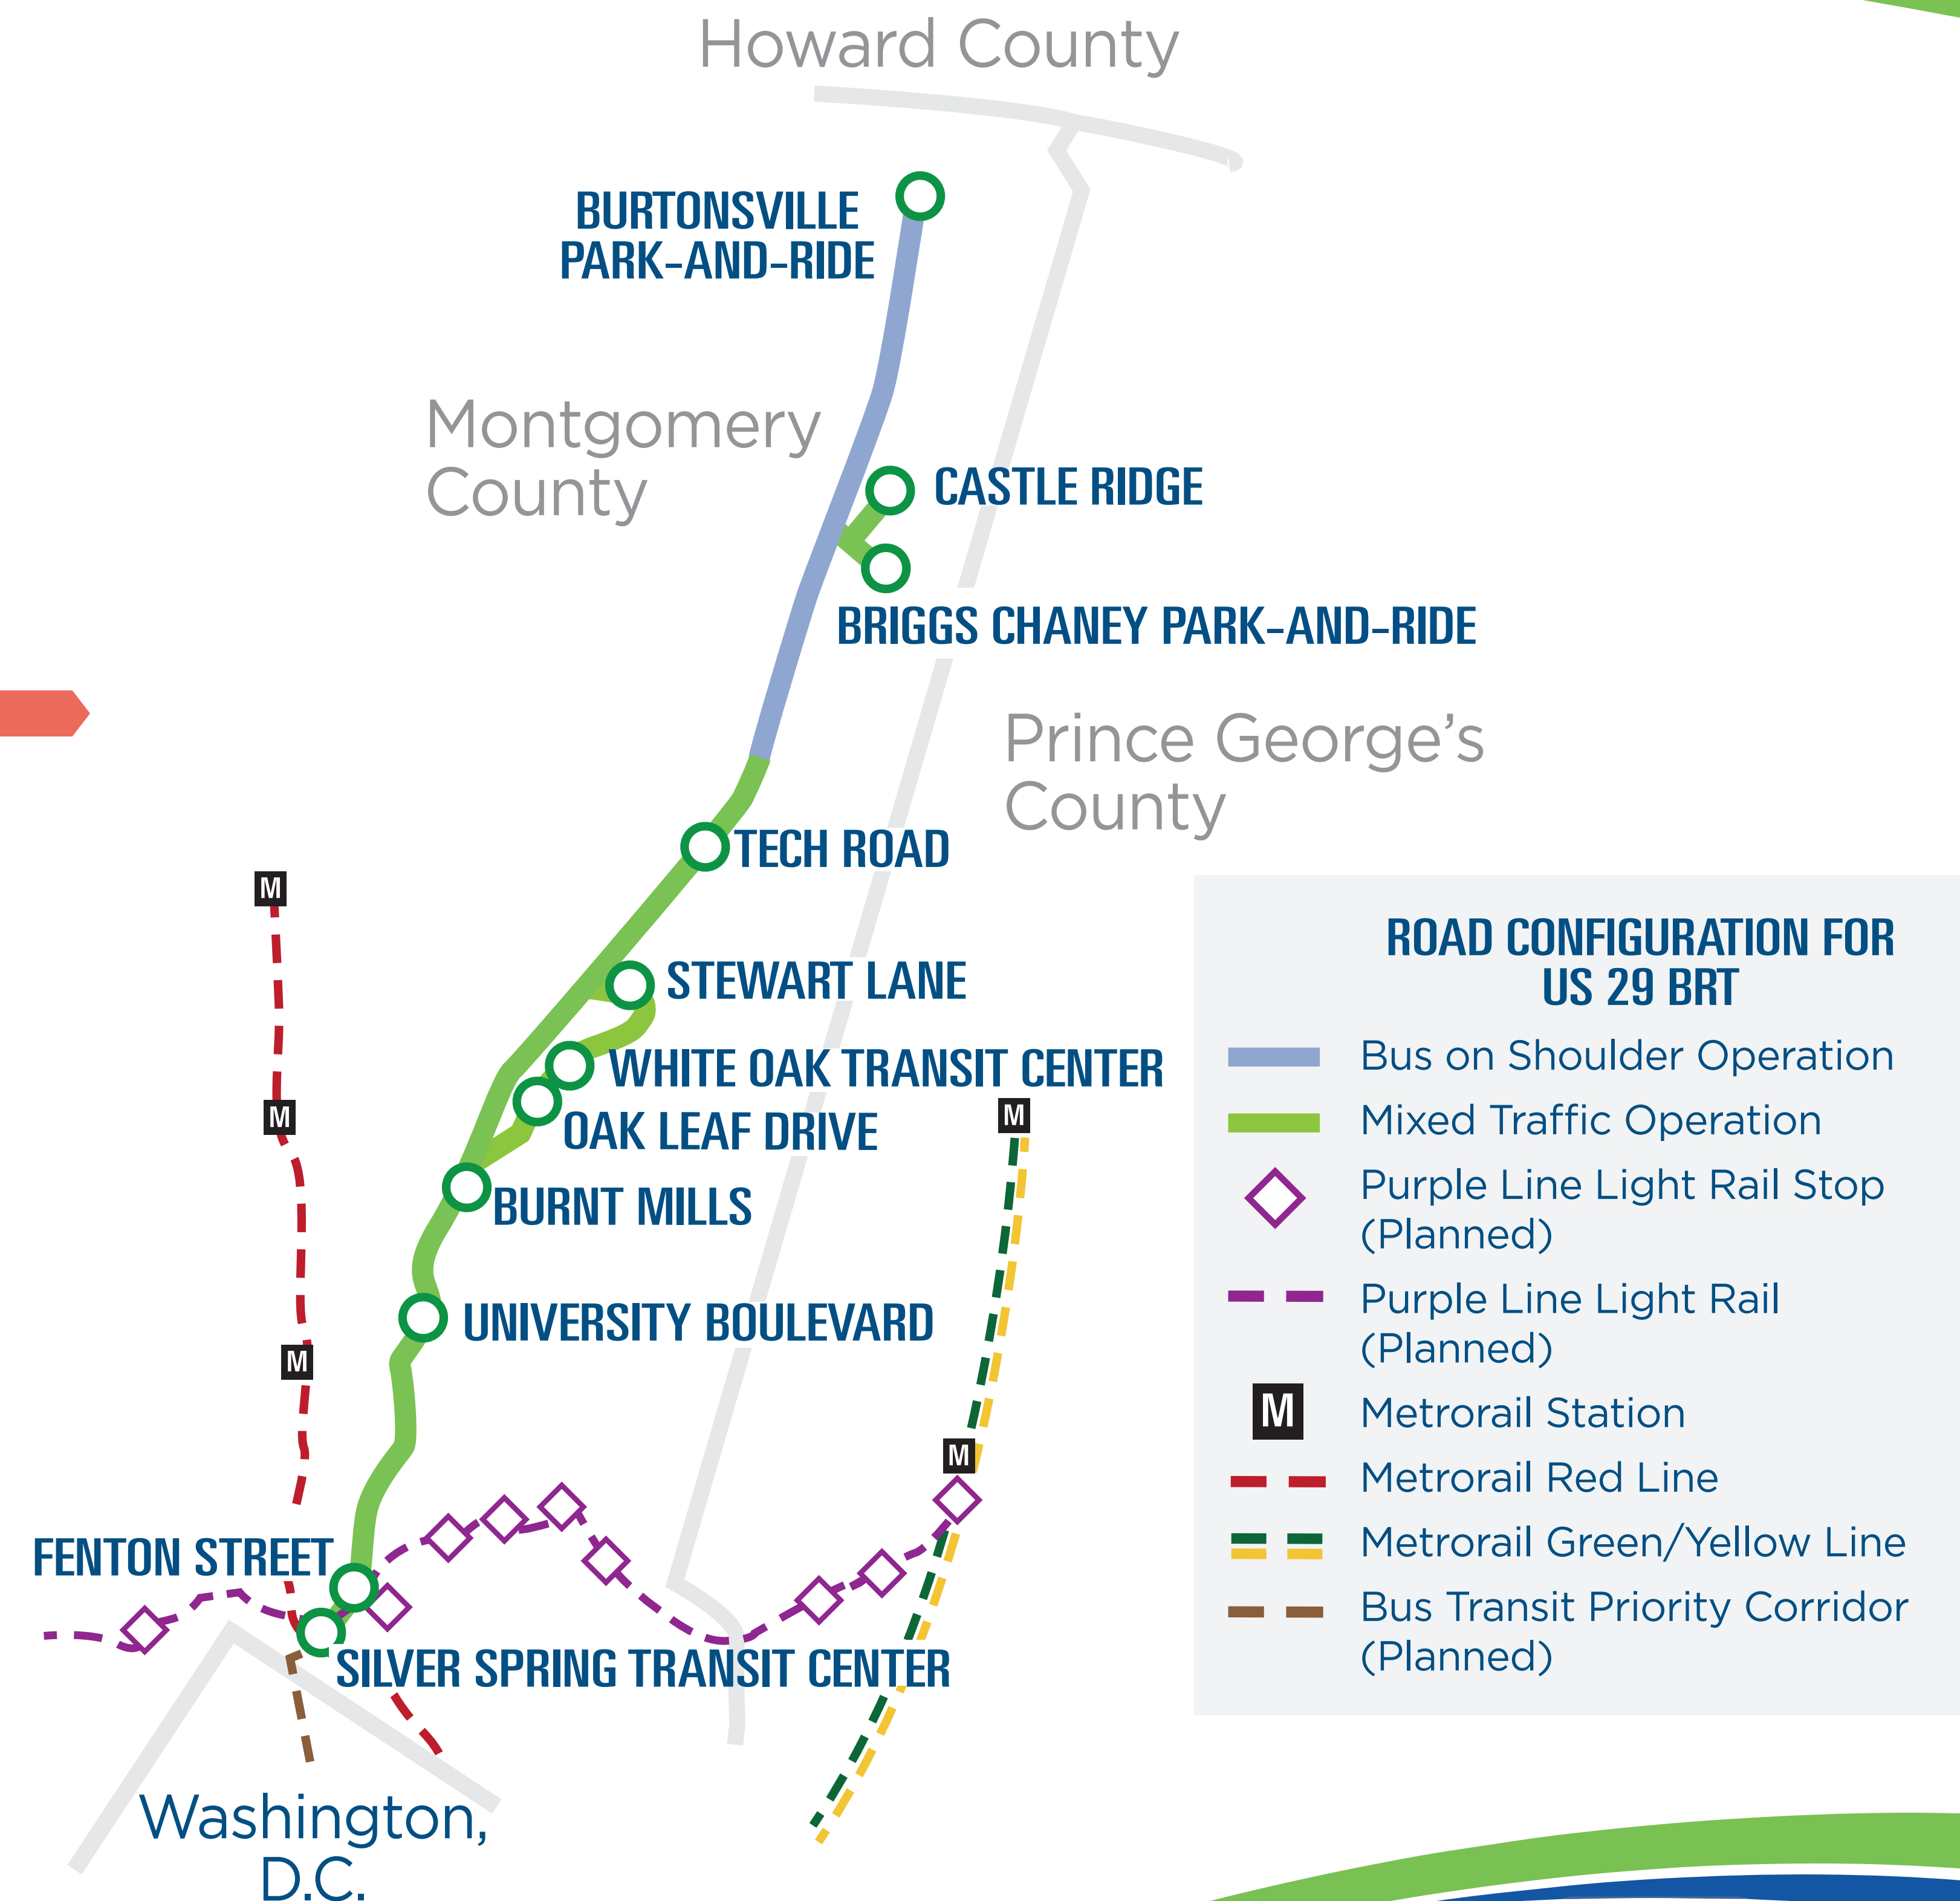 Howard County
BURTONSVILLE
PARK-AND-RIDE
Montgomery
County
CASTLE RIDGE
BRIGGS CHANEY PARK-AND-RIDE
Prince George's
County
TECH ROAD
M
STEWART LANE
WHITE OAK TRANSIT CENTER
M
M
OAK LEAF DRIVE
BURNT MILLS
UNIVERSITY BOULEVARD
M
M
FENTON STREET
SILVER SPRING TRANSIT CENTER
Washington,
D.C.
ROAD CONFIGURATION FOR
US 29 BRT
Bus on Shoulder Operation
Mixed Traffic Operation
Purple Line Light Rail Stop
(Planned)
Purple Line Light Rail
(Planned)
M Metrorail Station
Metrorail Red Line
Metrorail Green/Yellow Line
Bus Transit Priority Corridor
(Planned)